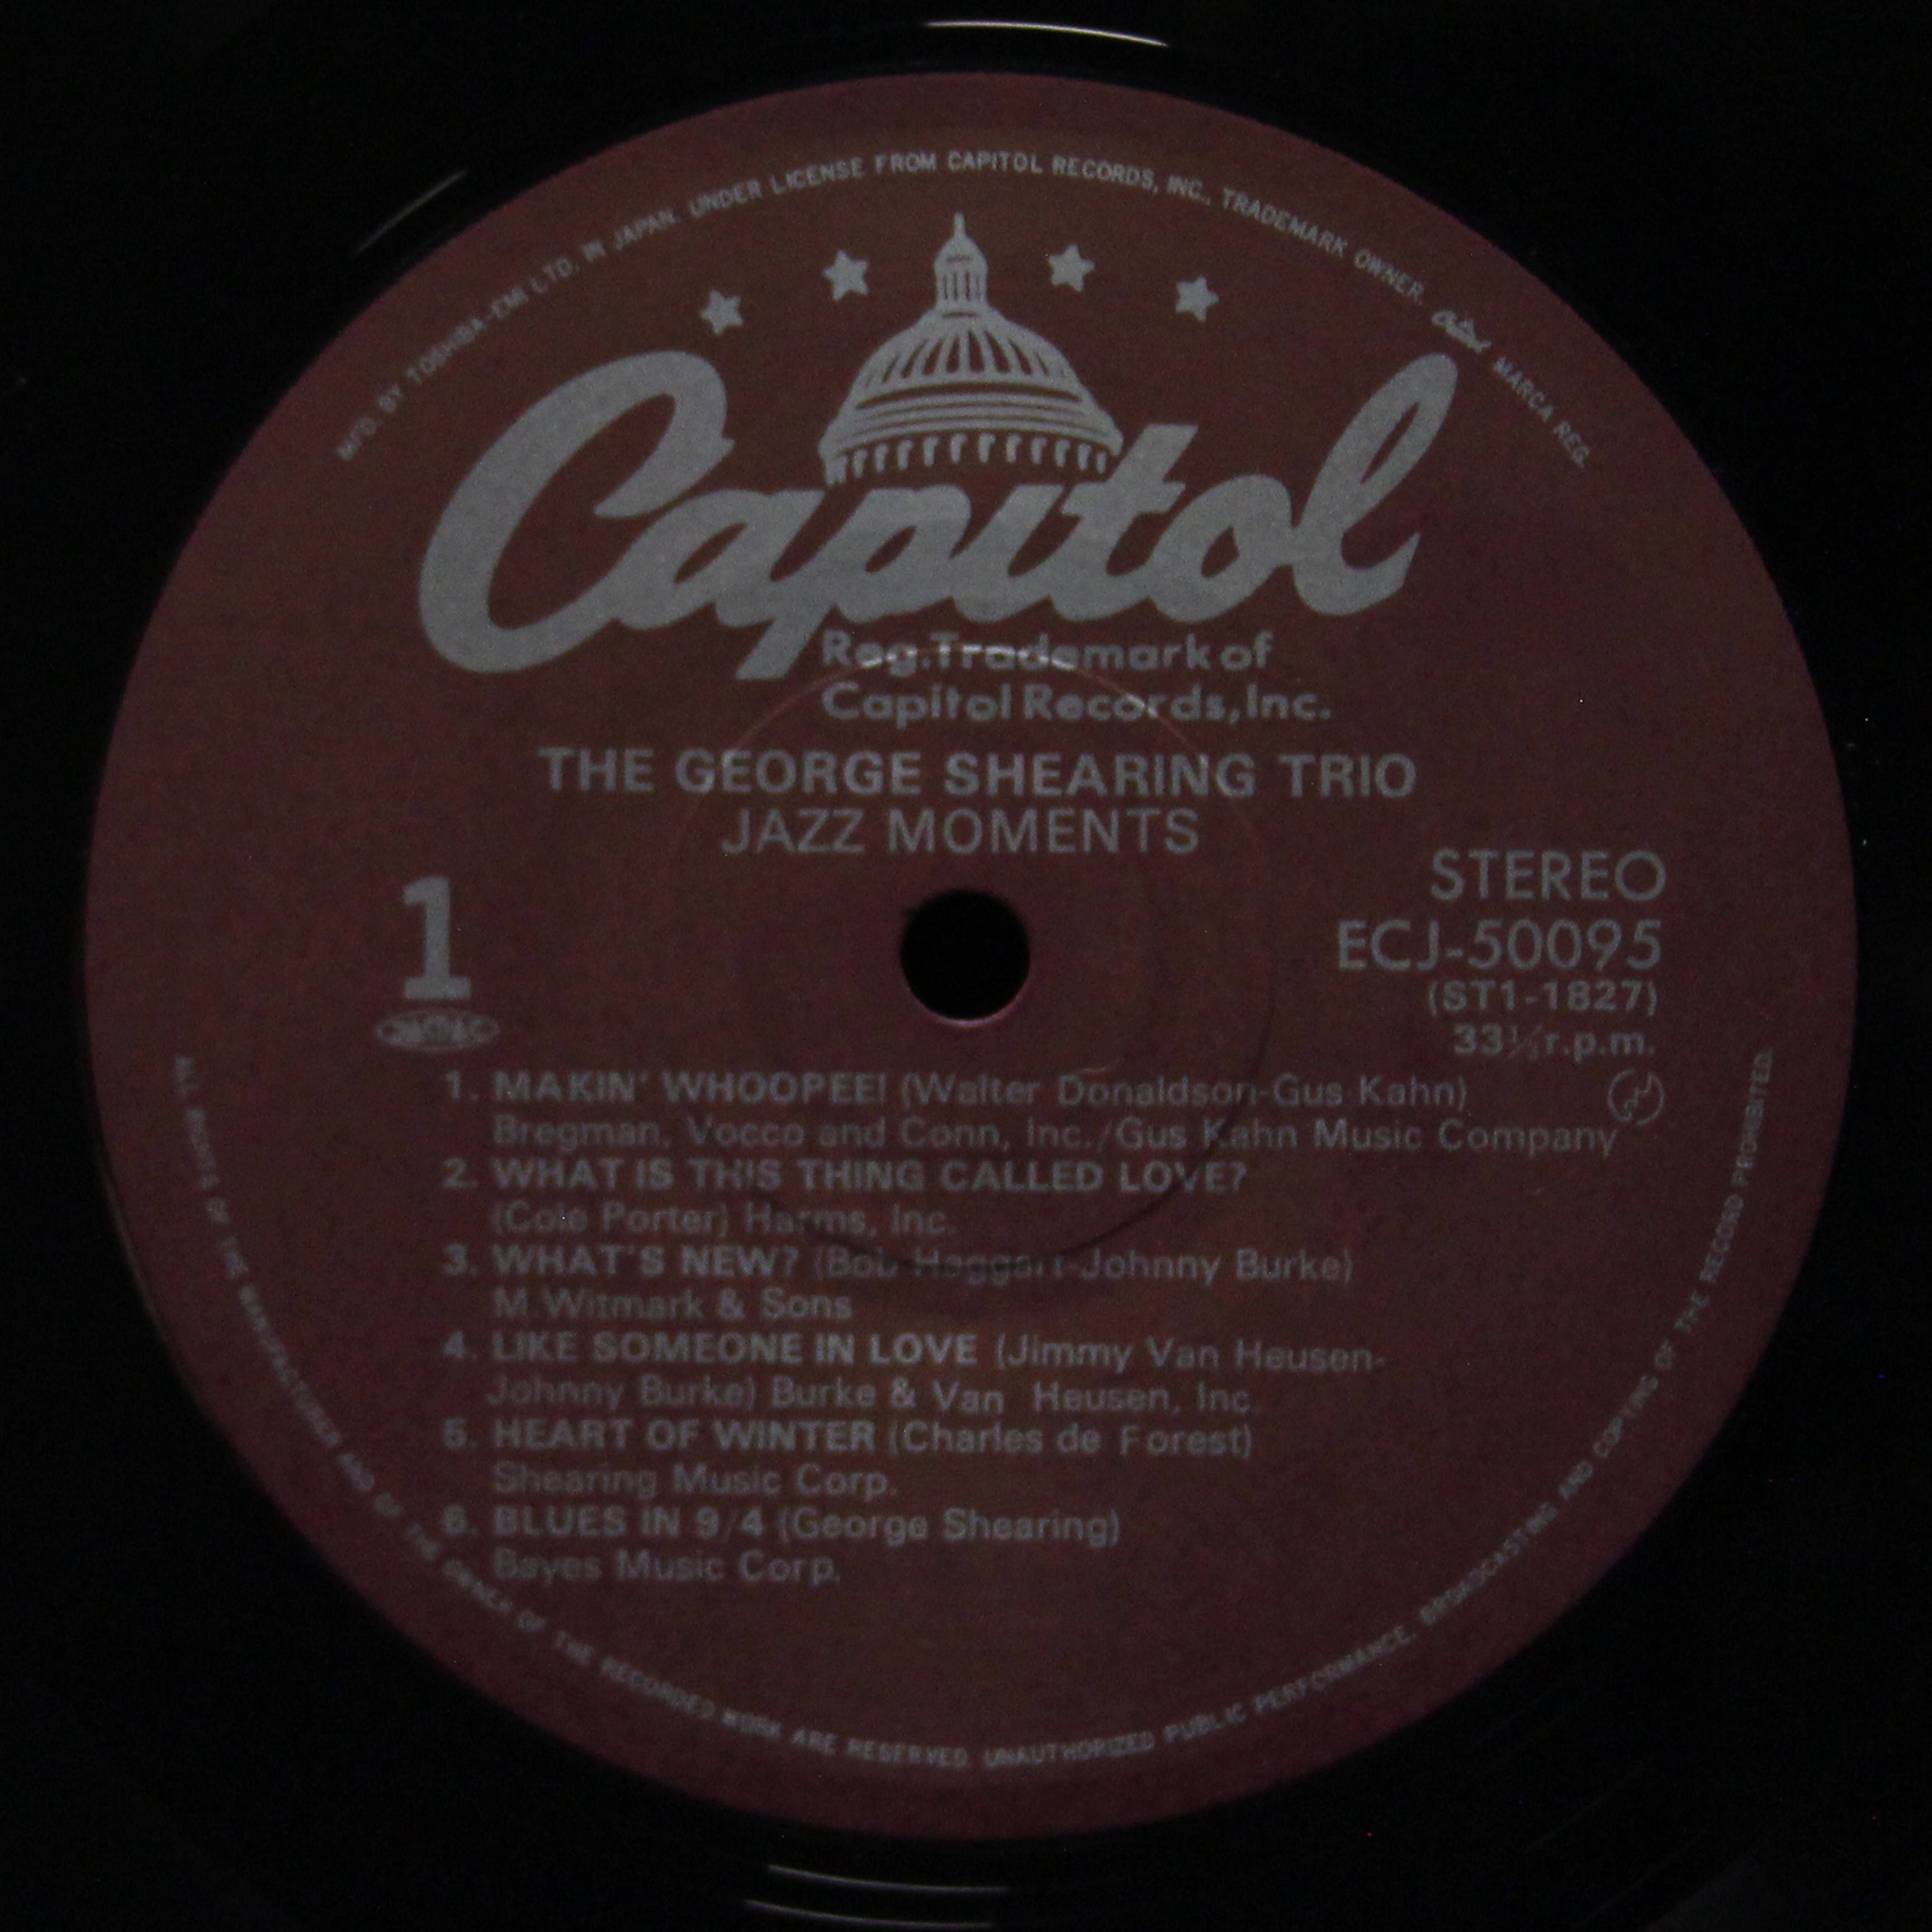 MF'D. BY TOSHIBA-EMI LTD. IN JAPAN. UNDER LICENSE FROM CAPITOL RECORDS, INC., TRADEMARK OWNER. Capitol MARCA REG.
Capitol
Reg.Trademark of
Capitol Records,Inc.
THE GEORGE SHEARING TRIO
JAZZ MOMENTS
1
STEREO
ECJ-50095
(ST1-1827)
33⅓r.p.m.
1. MAKIN' WHOOPEE! (Walter Donaldson-Gus Kahn)
Bregman, Vocco and Conn, Inc./Gus Kahn Music Company
2. WHAT IS THIS THING CALLED LOVE?
(Cole Porter) Harms, Inc.
3. WHAT'S NEW? (Bob Haggart-Johnny Burke)
M.Witmark & Sons
4. LIKE SOMEONE IN LOVE (Jimmy Van Heusen-
Johnny Burke) Burke & Van Heusen, Inc.
5. HEART OF WINTER (Charles de Forest)
Shearing Music Corp.
6. BLUES IN 9/4 (George Shearing)
Bayes Music Corp.
ALL RIGHTS OF THE MANUFACTURER AND OF THE OWNER OF THE RECORDED WORK ARE RESERVED. UNAUTHORIZED PUBLIC PERFORMANCE, BROADCASTING AND COPYING OF THE RECORD PROHIBITED.